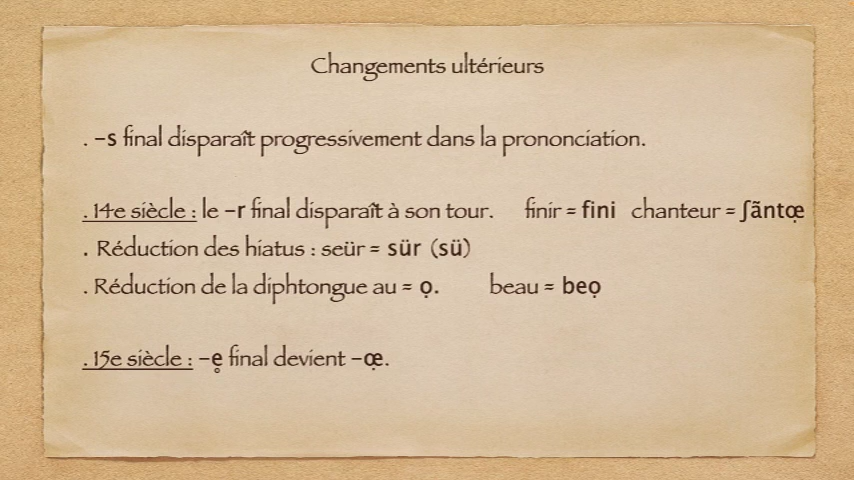 Changements ultérieurs
. –s final disparaît progressivement dans la prononciation.
. 14e siècle : le –r final disparaît à son tour. finir = fini chanteur = ʃãntœ̣
. Réduction des hiatus : seür = sür (sü)
. Réduction de la diphtongue au = ọ. beau = beọ
. 15e siècle : –e̥̣ final devient –œ̣.